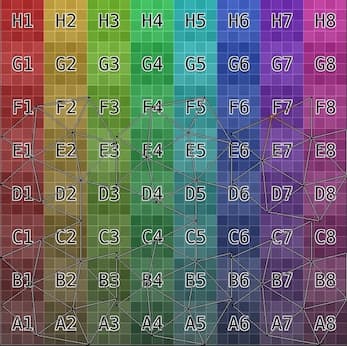 H1 H2 H3 H4 H5 H6 H7 H8
G1 G2 G3 G4 G5 G6 G7 G8
F1 F2 F3 F4 F5 F6 F7 F8
E1 E2 E3 E4 E5 E6 E7 E8
D1 D2 D3 D4 D5 D6 D7 D8
C1 C2 C3 C4 C5 C6 C7 C8
B1 B2 B3 B4 B5 B6 B7 B8
A1 A2 A3 A4 A5 A6 A7 A8